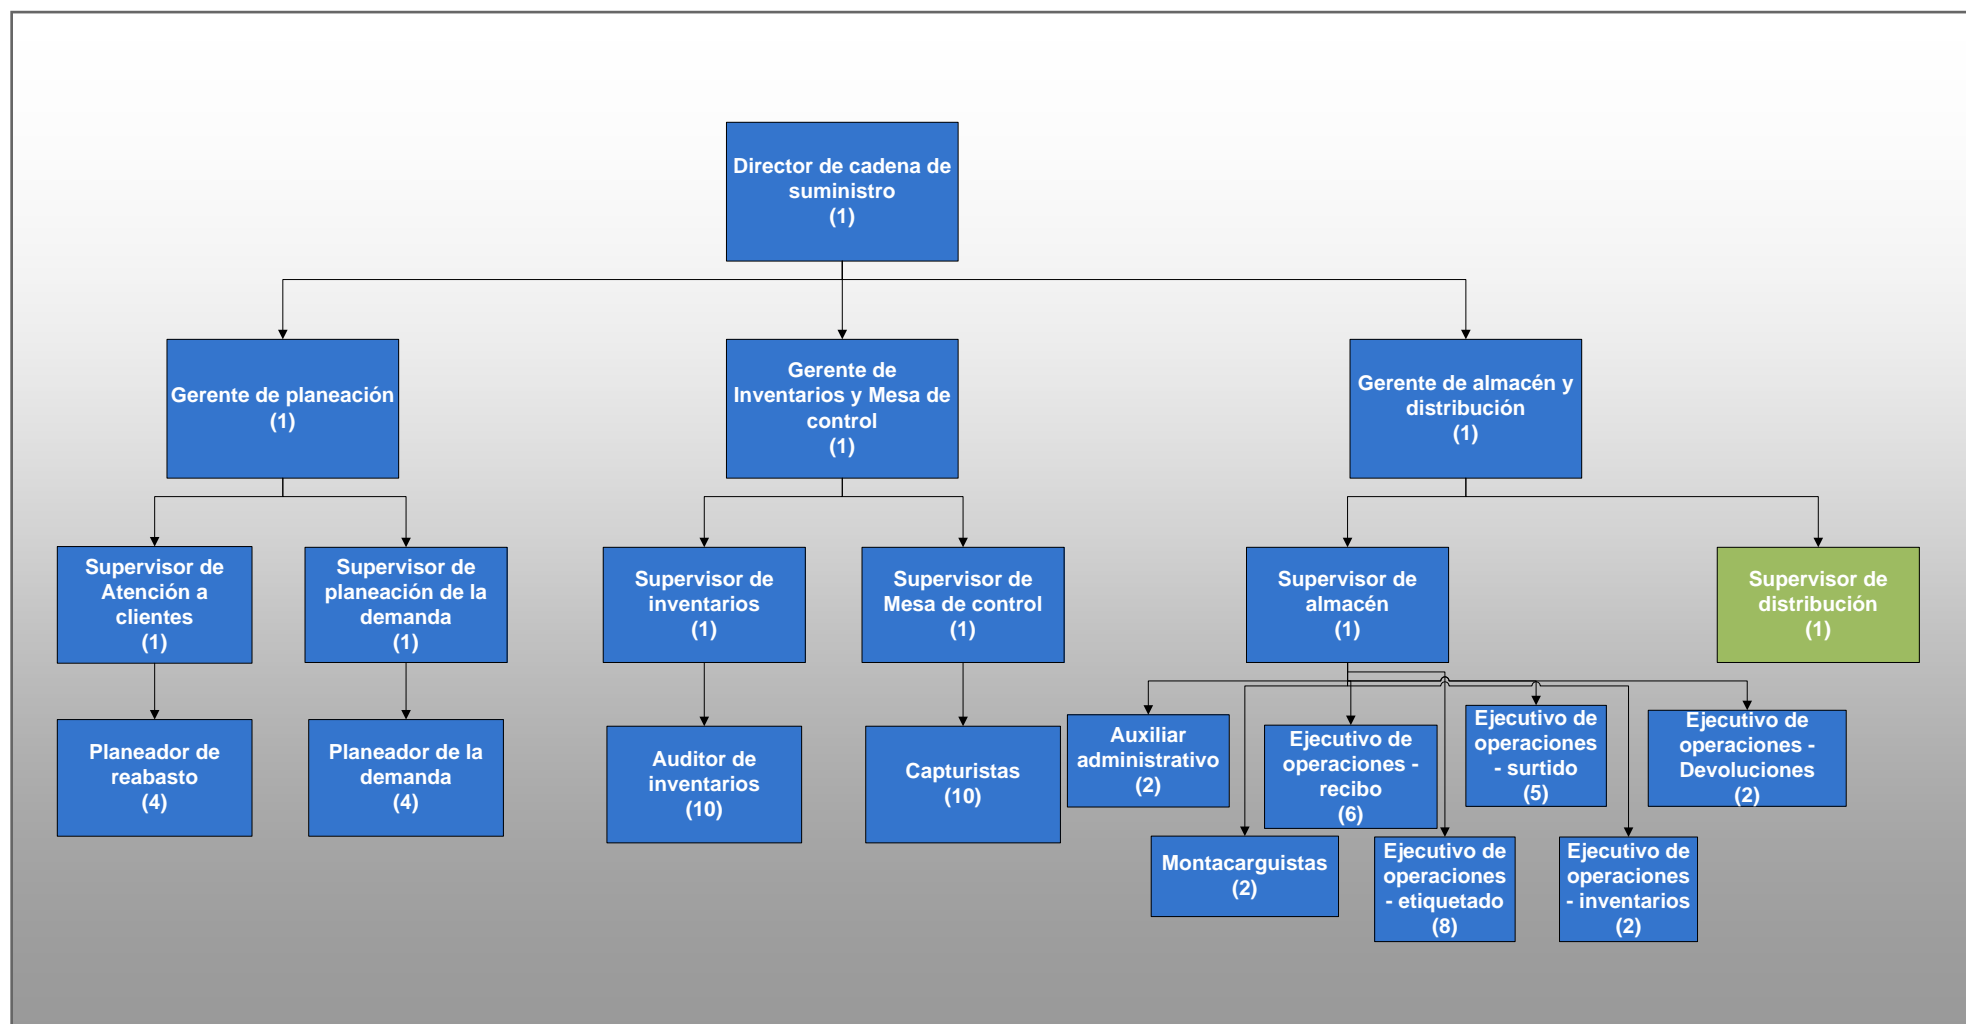 Director de cadena de
suministro
(1)
Gerente de planeación
(1)
Gerente de
Inventarios y Mesa de
control
(1)
Gerente de almacén y
distribución
(1)
Supervisor de
Atención a
clientes
(1)
Supervisor de
planeación de la
demanda
(1)
Supervisor de
inventarios
(1)
Supervisor de
Mesa de control
(1)
Supervisor de
almacén
(1)
Supervisor de
distribución
(1)
Planeador de
reabasto
(4)
Planeador de la
demanda
(4)
Auditor de
inventarios
(10)
Capturistas
(10)
Auxiliar
administrativo
(2)
Ejecutivo de
operaciones -
recibo
(6)
Ejecutivo de
operaciones
- surtido
(5)
Ejecutivo de
operaciones -
Devoluciones
(2)
Montacarguistas
(2)
Ejecutivo de
operaciones
- etiquetado
(8)
Ejecutivo de
operaciones
- inventarios
(2)